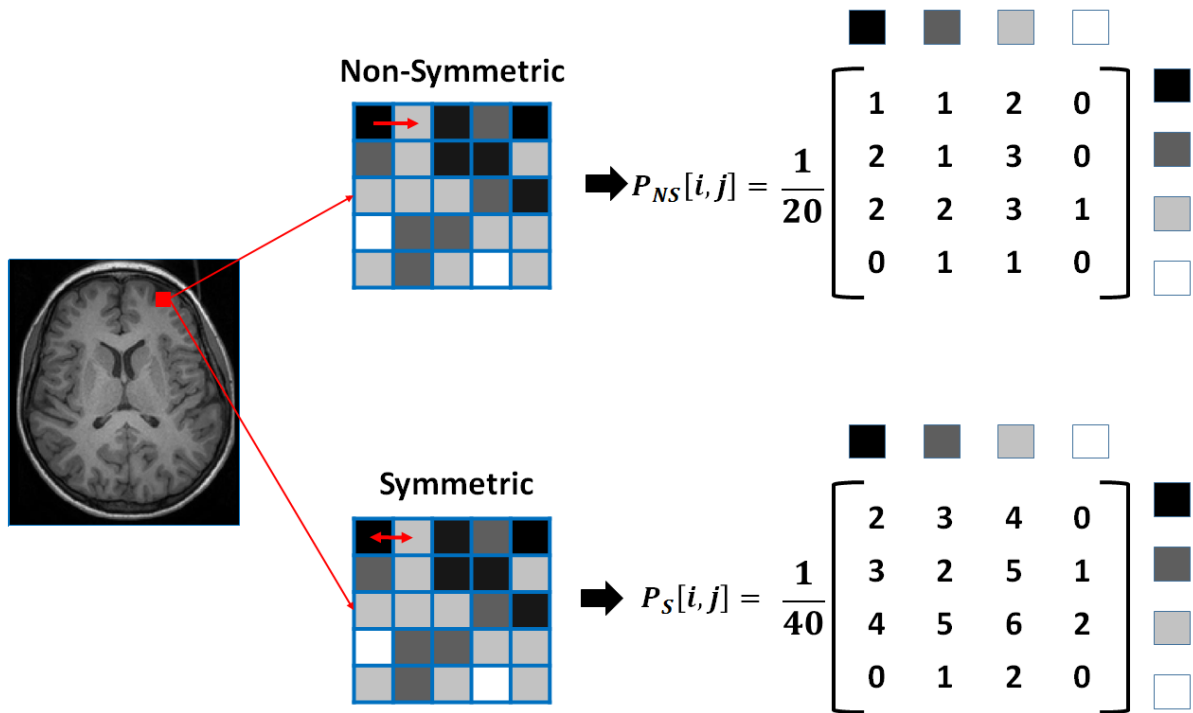 Non-Symmetric
P_NS[i,j] = 1/20
1 1 2 0
2 1 3 0
2 2 3 1
0 1 1 0
Symmetric
P_S[i,j] = 1/40
2 3 4 0
3 2 5 1
4 5 6 2
0 1 2 0